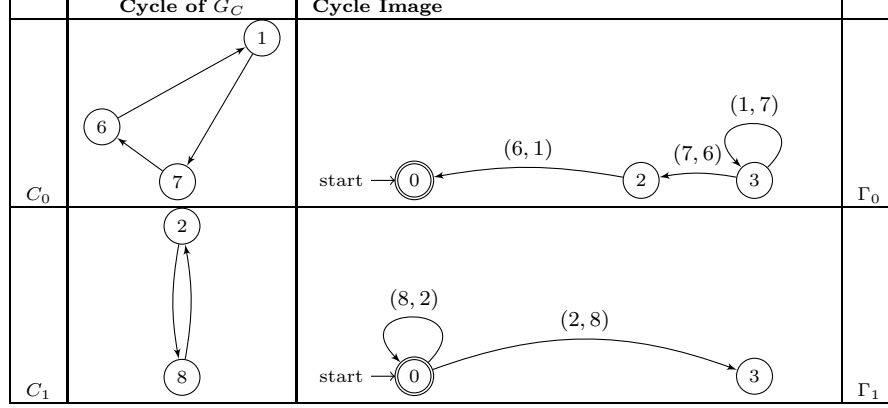 Cycle of G_C Cycle Image
1
(1, 7)
6
(6, 1) (7, 6)
7 start 0 2 3
C_0 Γ_0
2
(8, 2)
(2, 8)
8 start 0 3
C_1 Γ_1